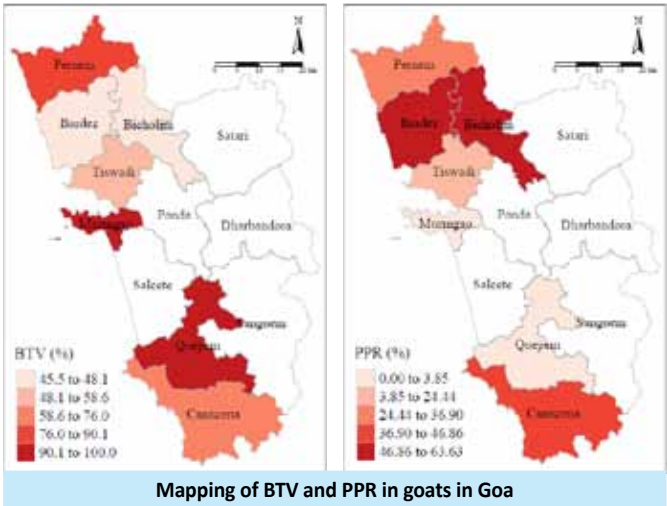 N
Pernem
Bardez
Bicholim
Satari
Tiswadi
Ponda
Dharbandora
Murmgao
Salcete
Sanguem
Quepem
Canacona
BTV (%)
45.5 to 48.1
48.1 to 58.6
58.6 to 76.0
76.0 to 90.1
90.1 to 100.0
N
Pernem
Bardez
Bicholim
Satari
Tiswadi
Ponda
Dharbandora
Murmgao
Salcete
Sanguem
Quepem
Canacona
PPR (%)
0.00 to 3.85
3.85 to 24.44
24.44 to 36.90
36.90 to 46.86
46.86 to 63.63
Mapping of BTV and PPR in goats in Goa